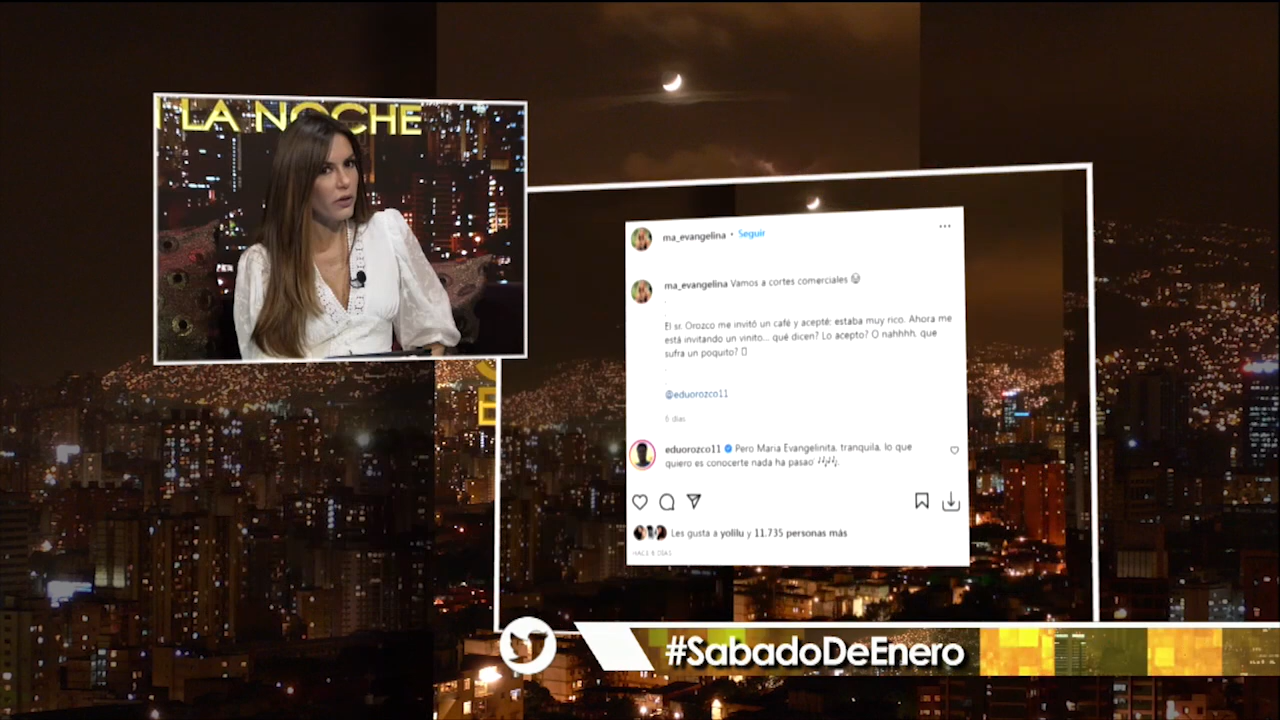 LA NOCHE
ma_evangelina • Seguir
ma_evangelina Vamos a cortes comerciales
El sr. Orozco me invitó un café y acepté: estaba muy rico. Ahora me
está invitando un vinito... qué dicen? Lo acepto? O nahhhh, que
sufra un poquito?
@eduorozco11
6 días
eduorozco11 Pero Maria Evangelinita, tranquila, lo que
quiero es conocerte nada ha pasao'
Les gusta a yolilu y 11.735 personas más
#SabadoDeEnero